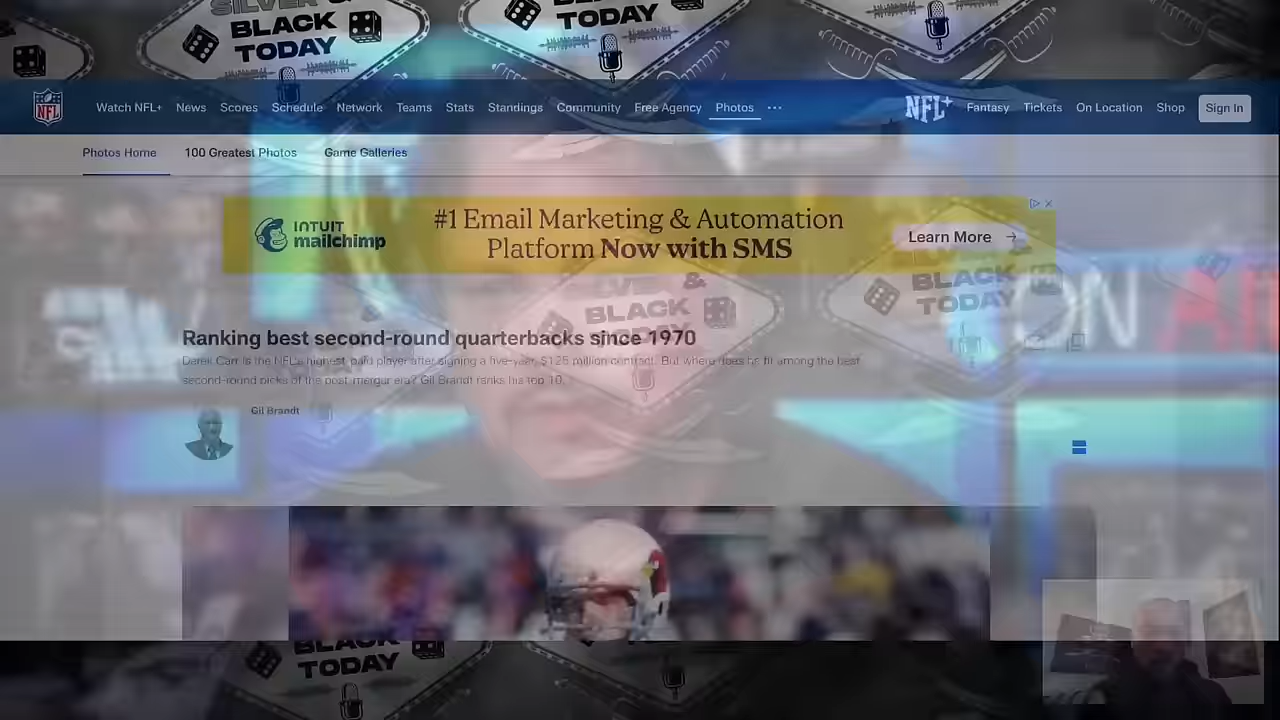 SILVER &
BLACK
TODAY
BLACK
TODAY
NFL
Watch NFL+
News
Scores
Schedule
Network
Teams
Stats
Standings
Community
Free Agency
Photos
NFL+
Fantasy
Tickets
On Location
Shop
Sign In
Photos Home
100 Greatest Photos
Game Galleries
INTUIT
mailchimp
#1 Email Marketing & Automation
Platform Now with SMS
Learn More
&
BLACK
BLACK
TODAY
ON AI
Ranking best second-round quarterbacks since 1970
Derek Carr is the NFL's highest-paid player after signing a five-year, $125 million contract. But where does he fit among the best
second-round picks of the post-merger era? Gil Brandt ranks his top 10.
Gil Brandt
BLACK
TODAY